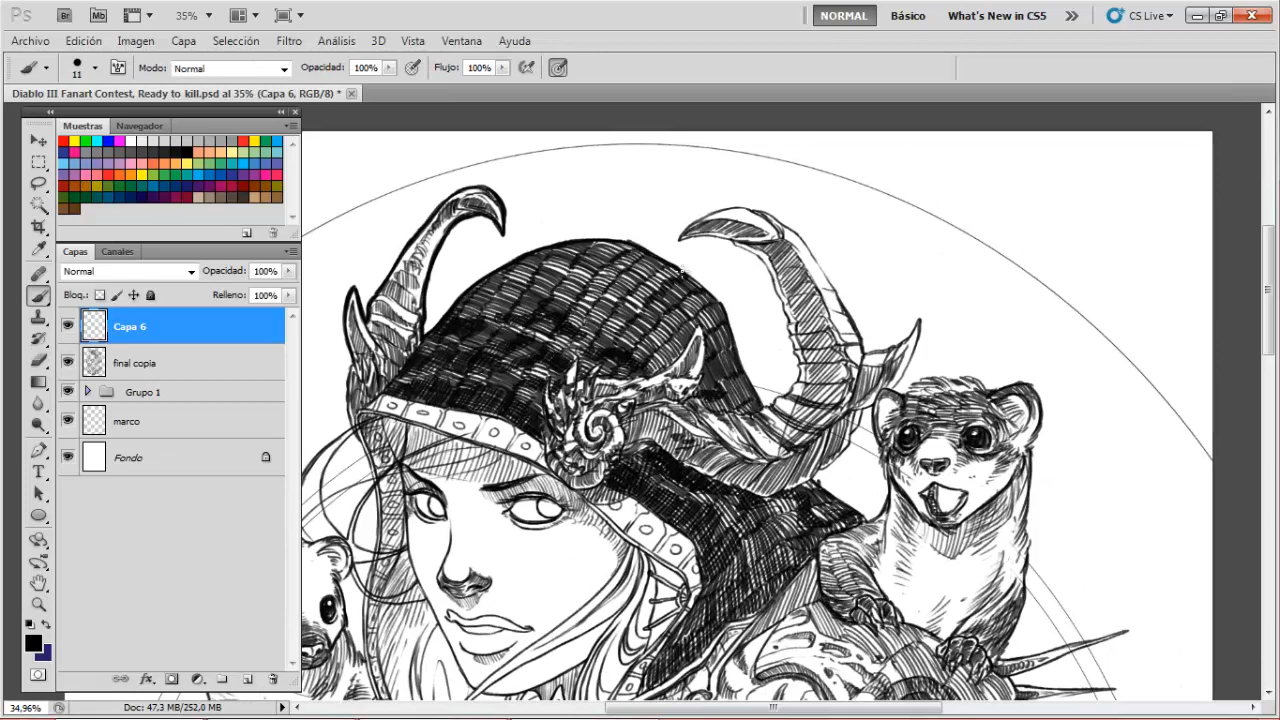 Ps Br Mb 35% NORMAL Básico What's New in CS5 CS Live
Archivo Edición Imagen Capa Selección Filtro Análisis 3D Vista Ventana Ayuda
11 Modo: Normal Opacidad: 100% Flujo: 100%
Diablo III Fanart Contest, Ready to kill.psd al 35% (Capa 6, RGB/8) *
Muestras Navegador
Capas Canales
Normal Opacidad: 100%
Bloq.: Relleno: 100%
Capa 6
final copia
Grupo 1
marco
Fondo
T
fx
34,96% Doc: 47,3 MB/252,0 MB